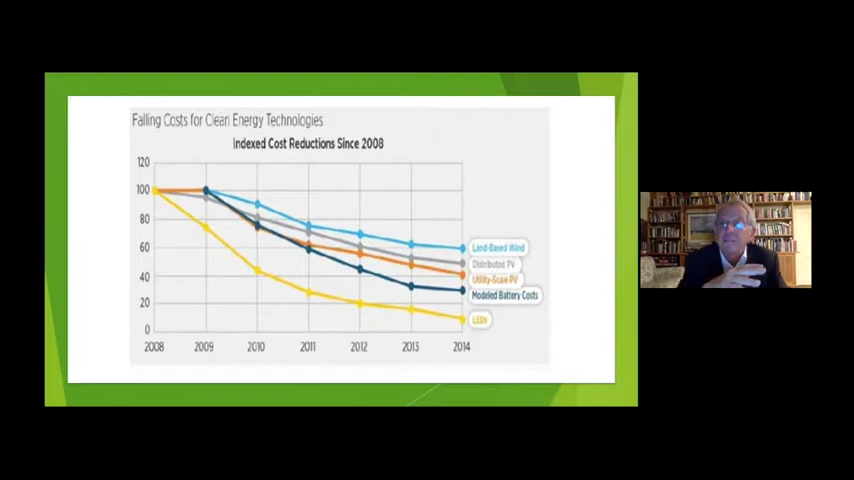 Falling Costs for Clean Energy Technologies
Indexed Cost Reductions Since 2008
120
100
80
60
40
20
0
2008 2009 2010 2011 2012 2013 2014
Land-Based Wind
Distributed PV
Utility-Scale PV
Modeled Battery Costs
LEDs